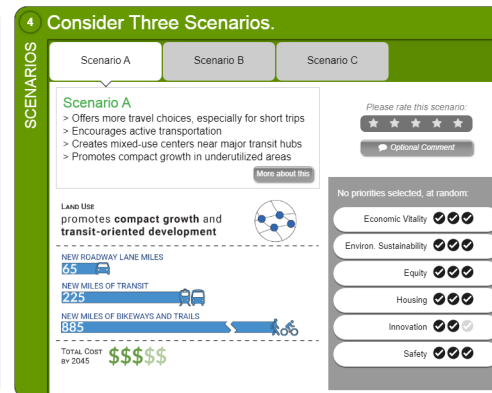 4 Consider Three Scenarios.
SCENARIOS
Scenario A Scenario B Scenario C
Scenario A
> Offers more travel choices, especially for short trips
> Encourages active transportation
> Creates mixed-use centers near major transit hubs
> Promotes compact growth in underutilized areas
More about this
Please rate this scenario:
Optional Comment
LAND USE
promotes compact growth and
transit-oriented development
NEW ROADWAY LANE MILES
65
NEW MILES OF TRANSIT
225
NEW MILES OF BIKEWAYS AND TRAILS
885
TOTAL COST
BY 2045
$$$$$
No priorities selected, at random:
Economic Vitality
Environ. Sustainability
Equity
Housing
Innovation
Safety